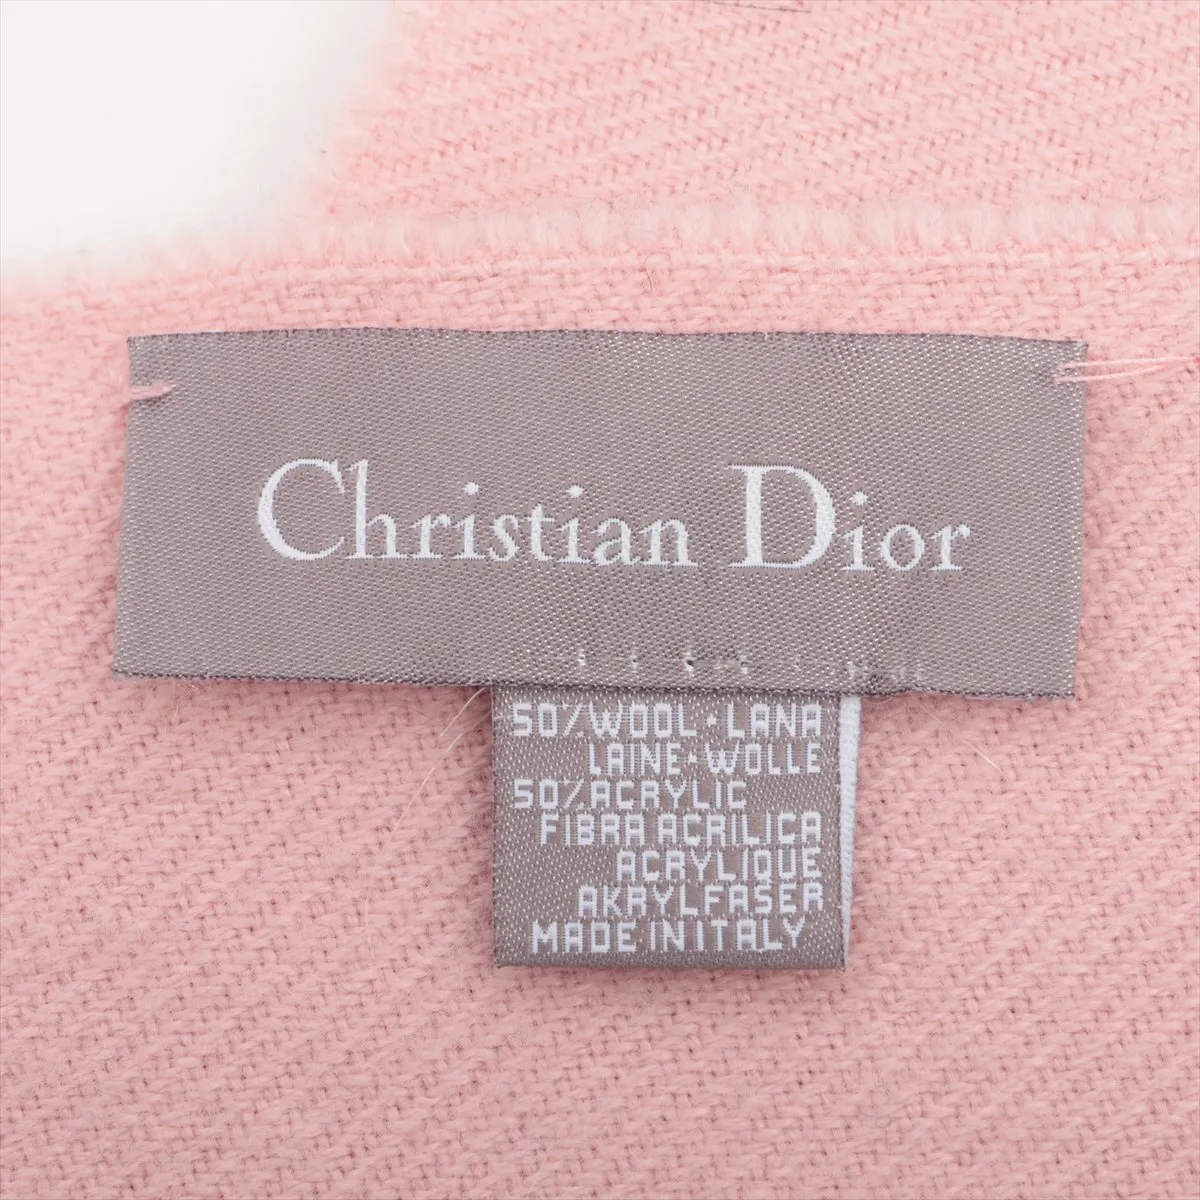 Christian Dior
50%WOOL·LANA
LAINE·WOLLE
50%ACRYLIC
FIBRA ACRILICA
ACRYLIQUE
AKRYLFASER
MADE IN ITALY